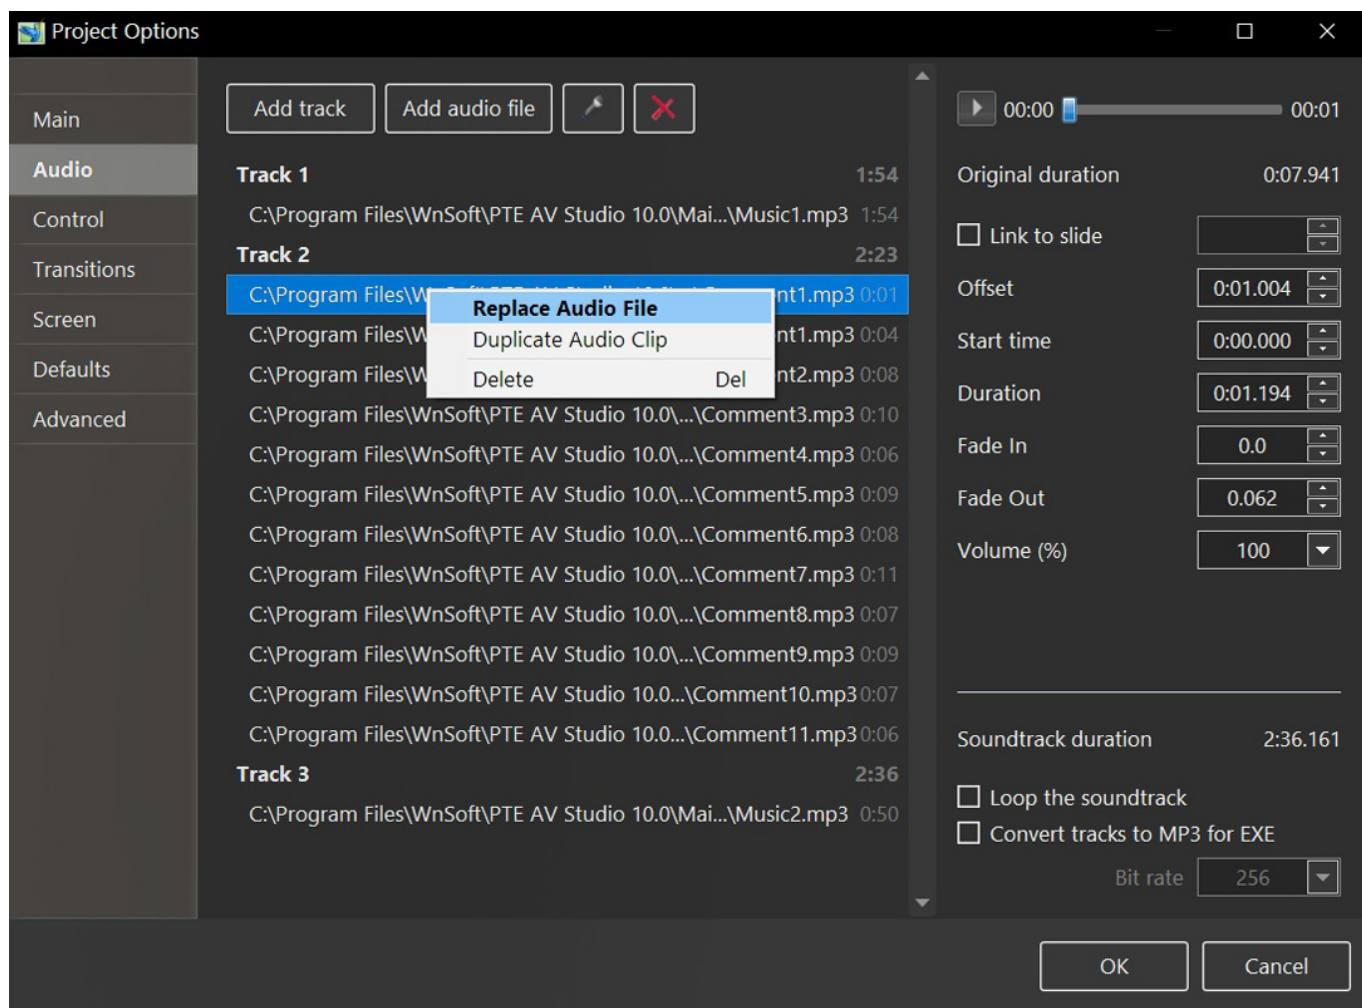 Project Options
Main
Audio
Control
Transitions
Screen
Defaults
Advanced
Add track Add audio file
Track 1 1:54
C:\Program Files\WnSoft\PTE AV Studio 10.0\Mai...\Music1.mp3 1:54
Track 2 2:23
C:\Program Files\W nt1.mp3 0:01
C:\Program Files\W nt1.mp3 0:04
C:\Program Files\W nt2.mp3 0:08
Replace Audio File
Duplicate Audio Clip
Delete Del
C:\Program Files\WnSoft\PTE AV Studio 10.0\...\Comment3.mp3 0:10
C:\Program Files\WnSoft\PTE AV Studio 10.0\...\Comment4.mp3 0:06
C:\Program Files\WnSoft\PTE AV Studio 10.0\...\Comment5.mp3 0:09
C:\Program Files\WnSoft\PTE AV Studio 10.0\...\Comment6.mp3 0:08
C:\Program Files\WnSoft\PTE AV Studio 10.0\...\Comment7.mp3 0:11
C:\Program Files\WnSoft\PTE AV Studio 10.0\...\Comment8.mp3 0:07
C:\Program Files\WnSoft\PTE AV Studio 10.0\...\Comment9.mp3 0:09
C:\Program Files\WnSoft\PTE AV Studio 10.0...\Comment10.mp3 0:07
C:\Program Files\WnSoft\PTE AV Studio 10.0...\Comment11.mp3 0:06
Track 3 2:36
C:\Program Files\WnSoft\PTE AV Studio 10.0\Mai...\Music2.mp3 0:50
00:00 00:01
Original duration 0:07.941
Link to slide
Offset 0:01.004
Start time 0:00.000
Duration 0:01.194
Fade In 0.0
Fade Out 0.062
Volume (%) 100
Soundtrack duration 2:36.161
Loop the soundtrack
Convert tracks to MP3 for EXE
Bit rate 256
OK Cancel